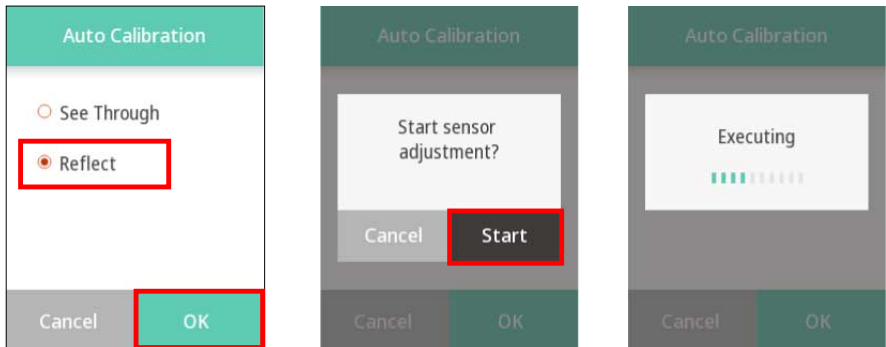 Auto Calibration
See Through
Reflect
Cancel
OK
Auto Calibration
Start sensor
adjustment?
Cancel
Start
Cancel
OK
Auto Calibration
Executing
Cancel
OK